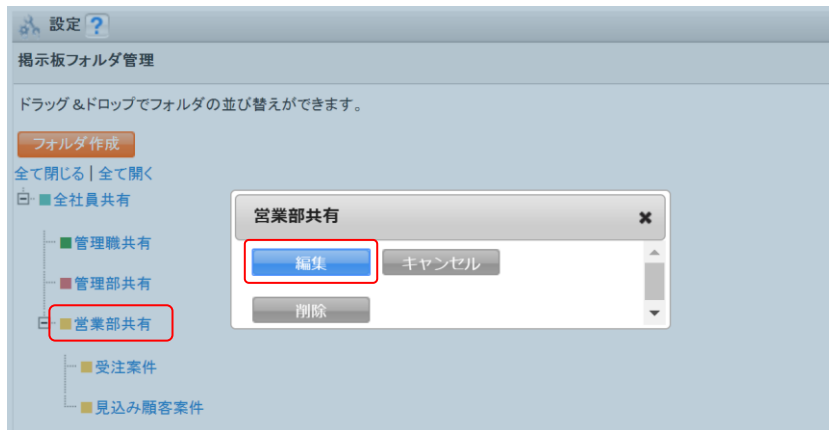 設定 ?
掲示板フォルダ管理
ドラッグ&ドロップでフォルダの並び替えができます。
フォルダ作成
全て閉じる | 全て開く
全社員共有
管理職共有
管理部共有
営業部共有
受注案件
見込み顧客案件
営業部共有
編集 キャンセル
削除